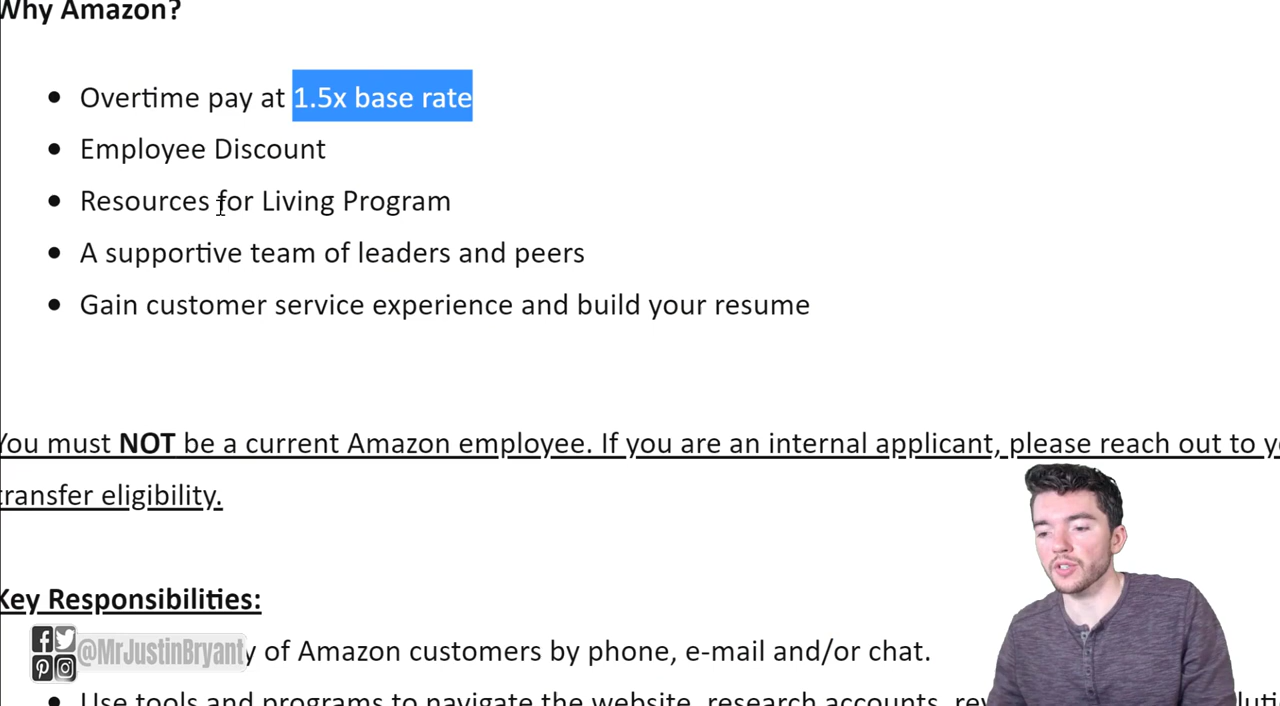 Why Amazon?
Overtime pay at 1.5x base rate
Employee Discount
Resources for Living Program
A supportive team of leaders and peers
Gain customer service experience and build your resume
You must NOT be a current Amazon employee. If you are an internal applicant, please reach out to
transfer eligibility.
Key Responsibilities:
@MrJustinBryant
of Amazon customers by phone, e-mail and/or chat.
Use tools and programs to navigate the website, research accounts,